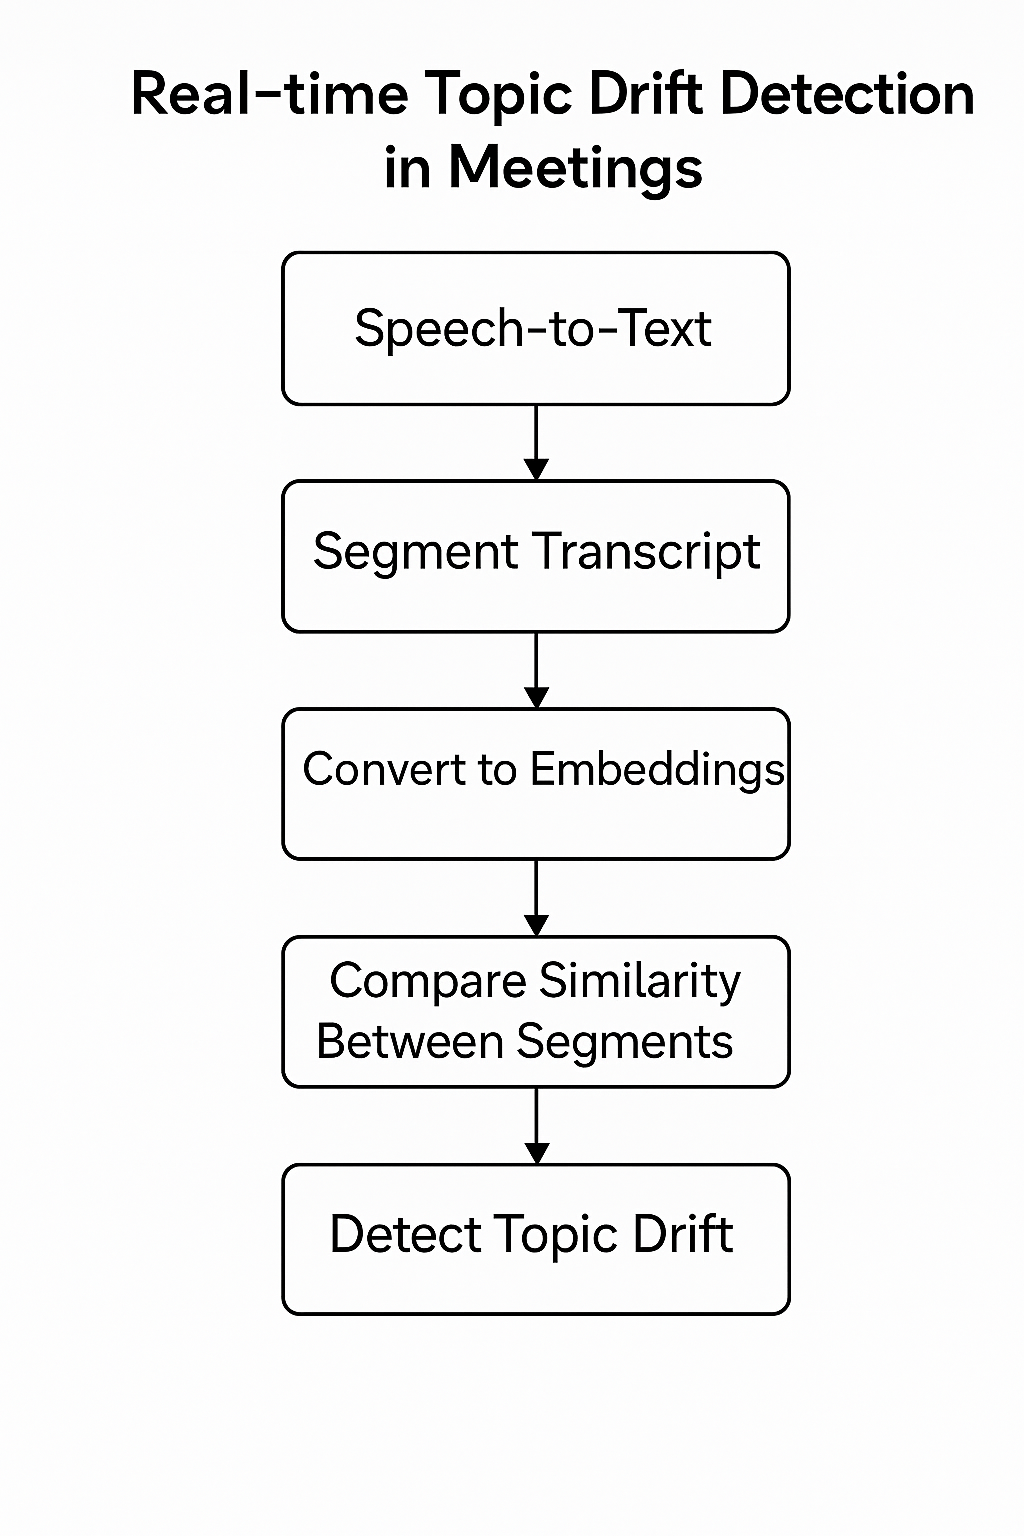 Real-time Topic Drift Detection
in Meetings
Speech-to-Text
Segment Transcript
Convert to Embeddings
Compare Similarity
Between Segments
Detect Topic Drift